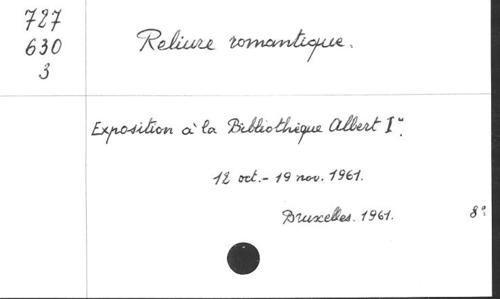 727
630
3
Reliure romantique.
Exposition à la Bibliothèque Albert Iᵉʳ.
12 oct. - 19 nov. 1961.
Bruxelles. 1961. 8°